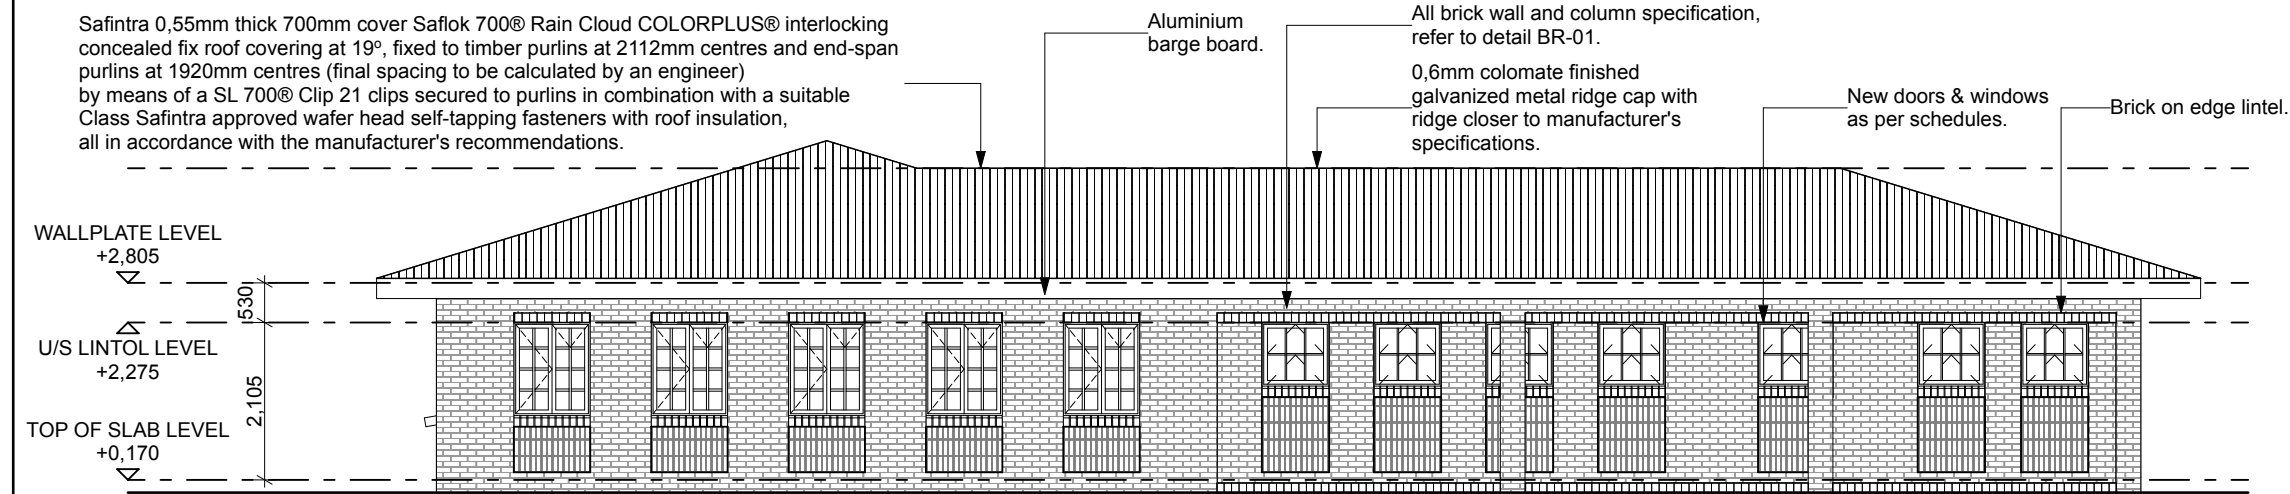 Safintra 0,55mm thick 700mm cover Saflok 700® Rain Cloud COLORPLUS® interlocking
concealed fix roof covering at 19º, fixed to timber purlins at 2112mm centres and end-span
purlins at 1920mm centres (final spacing to be calculated by an engineer)
by means of a SL 700® Clip 21 clips secured to purlins in combination with a suitable
Class Safintra approved wafer head self-tapping fasteners with roof insulation,
all in accordance with the manufacturer's recommendations.
Aluminium
barge board.
All brick wall and column specification,
refer to detail BR-01.
0,6mm colomate finished
galvanized metal ridge cap with
ridge closer to manufacturer's
specifications.
New doors & windows
as per schedules.
Brick on edge lintel.
WALLPLATE LEVEL
+2,805
530
U/S LINTOL LEVEL
+2,275
2,105
TOP OF SLAB LEVEL
+0,170